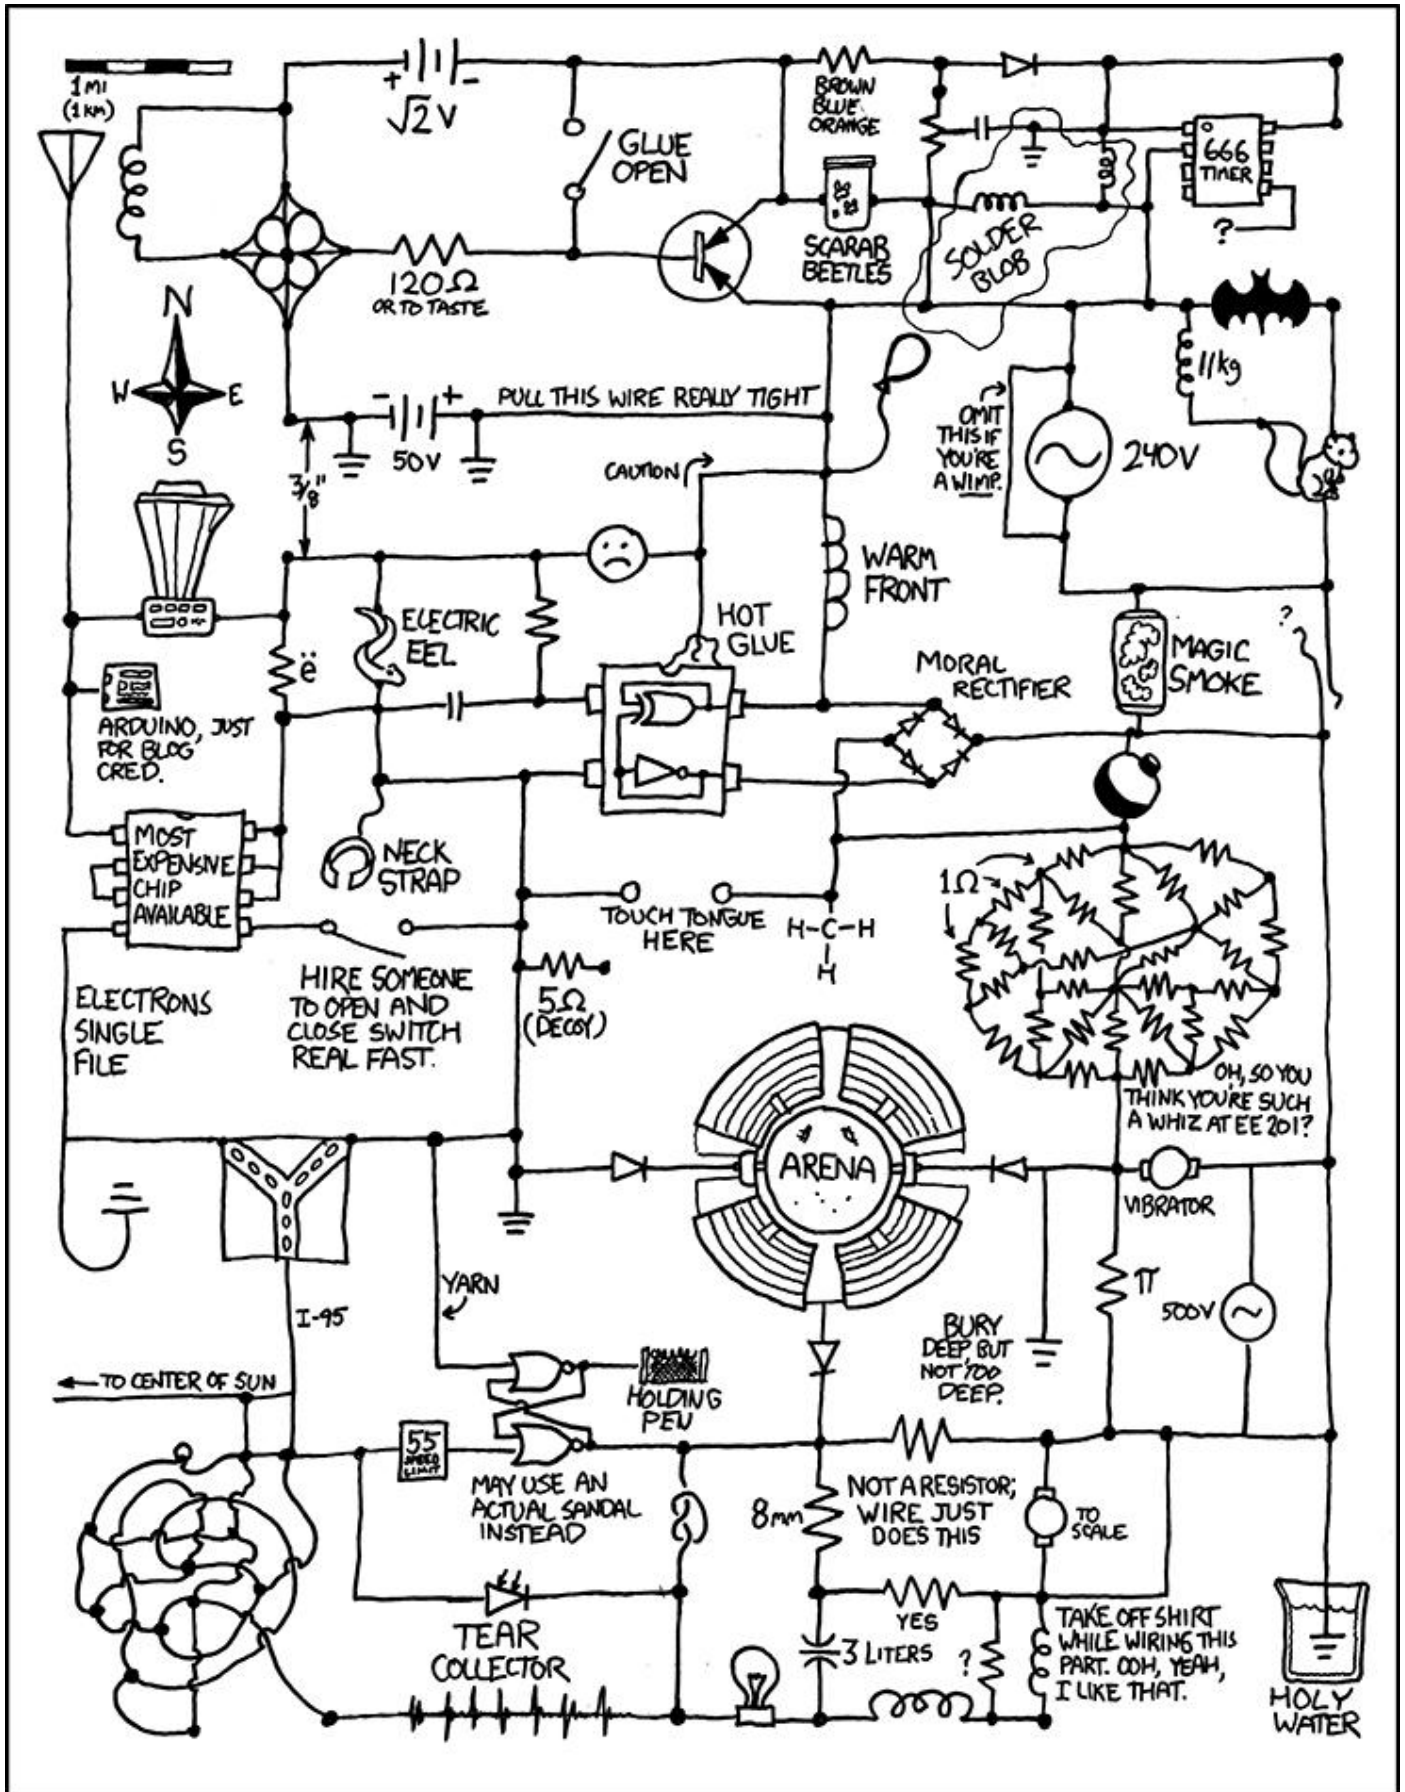 1 MI
(1 KM)
+ -
√2 V
GLUE
OPEN
BROWN
BLUE
ORANGE
666
TIMER
?
SCARAB
BEETLES
SOLDER
BLOB
120Ω
OR TO TASTE
N
W E
S
- +
50V
PULL THIS WIRE REALLY TIGHT
3/8"
CAUTION
OMIT
THIS IF
YOU'RE
A WIMP.
240V
11kg
WARM
FRONT
ELECTRIC
EEL
HOT
GLUE
ë
MORAL
RECTIFIER
MAGIC
SMOKE
?
ARDUINO, JUST
FOR BLOG
CRED.
MOST
EXPENSIVE
CHIP
AVAILABLE
NECK
STRAP
TOUCH TONGUE
HERE
H-C-H
H
1Ω
HIRE SOMEONE
TO OPEN AND
CLOSE SWITCH
REAL FAST.
5Ω
(DECOY)
ELECTRONS
SINGLE
FILE
OH, SO YOU
THINK YOU'RE SUCH
A WHIZ AT EE 201?
ARENA
VIBRATOR
YARN
I-95
π
500V
BURY
DEEP, BUT
NOT TOO
DEEP.
TO CENTER OF SUN
HOLDING
PEN
55
SPEED
LIMIT
MAY USE AN
ACTUAL SANDAL
INSTEAD
8mm
NOT A RESISTOR;
WIRE JUST
DOES THIS
TO
SCALE
TEAR
COLLECTOR
YES
3 LITERS
?
TAKE OFF SHIRT
WHILE WIRING THIS
PART. OOH, YEAH,
I LIKE THAT.
HOLY
WATER